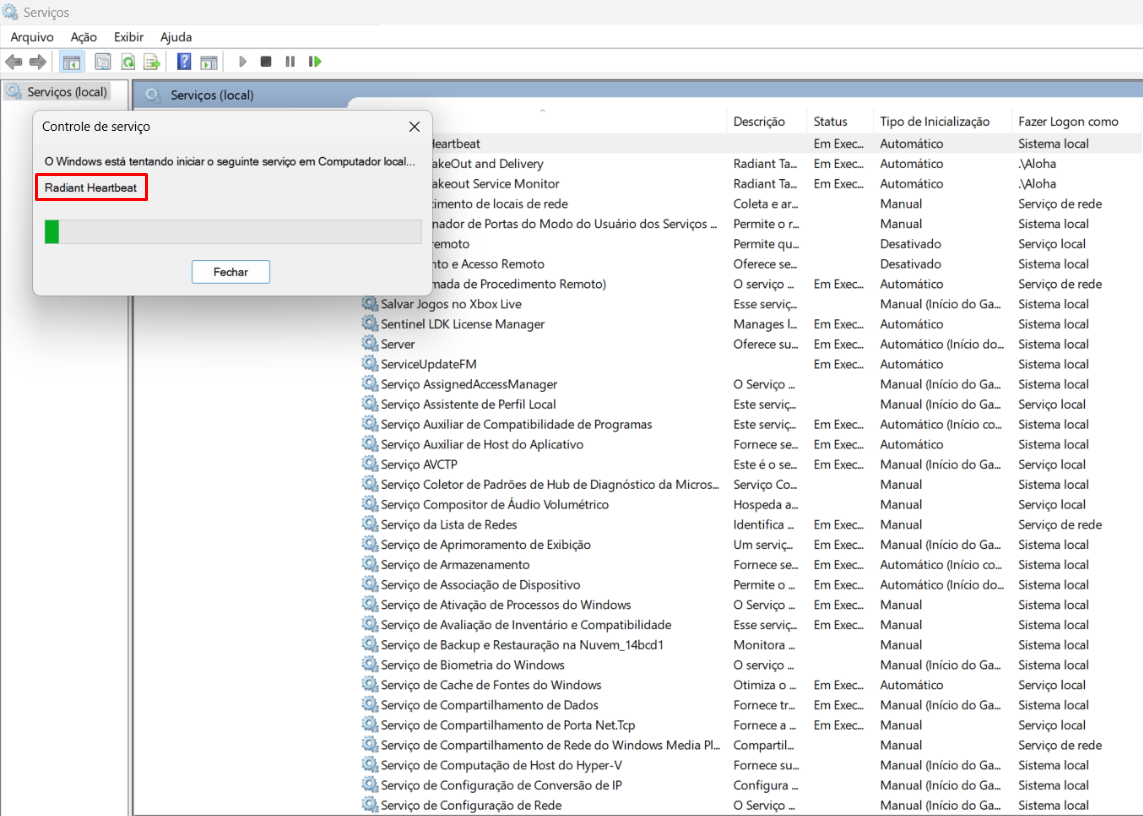 Serviços
Arquivo Ação Exibir Ajuda
Serviços (local)
Serviços (local)
Controle de serviço
O Windows está tentando iniciar o seguinte serviço em Computador local...
Radiant Heartbeat
Fechar
Descrição Status Tipo de Inicialização Fazer Logon como
Heartbeat Em Exec... Automático Sistema local
akeOut and Delivery Radiant Ta... Em Exec... Automático .\Aloha
akeout Service Monitor Radiant Ta... Em Exec... Automático .\Aloha
cimento de locais de rede Coleta e ar... Manual Serviço de rede
nador de Portas do Modo do Usuário dos Serviços ... Permite o r... Manual Sistema local
remoto Permite qu... Desativado Serviço local
nto e Acesso Remoto Oferece se... Desativado Sistema local
mada de Procedimento Remoto) O serviço ... Em Exec... Automático Serviço de rede
Salvar Jogos no Xbox Live Esse serviç... Manual (Início do Ga... Sistema local
Sentinel LDK License Manager Manages l... Em Exec... Automático Sistema local
Server Oferece su... Em Exec... Automático (Início do... Sistema local
ServiceUpdateFM Em Exec... Automático Sistema local
Serviço AssignedAccessManager O Serviço ... Manual (Início do Ga... Sistema local
Serviço Assistente de Perfil Local Este serviç... Manual (Início do Ga... Serviço local
Serviço Auxiliar de Compatibilidade de Programas Este serviç... Em Exec... Automático (Início co... Sistema local
Serviço Auxiliar de Host do Aplicativo Fornece se... Em Exec... Automático Sistema local
Serviço AVCTP Este é o se... Em Exec... Manual (Início do Ga... Serviço local
Serviço Coletor de Padrões de Hub de Diagnóstico da Micros... Serviço Co... Manual Sistema local
Serviço Compositor de Áudio Volumétrico Hospeda a... Manual Serviço local
Serviço da Lista de Redes Identifica ... Em Exec... Manual Serviço de rede
Serviço de Aprimoramento de Exibição Um serviç... Em Exec... Manual (Início do Ga... Sistema local
Serviço de Armazenamento Fornece se... Em Exec... Automático (Início co... Sistema local
Serviço de Associação de Dispositivo Permite o ... Em Exec... Automático (Início do... Sistema local
Serviço de Ativação de Processos do Windows O Serviço ... Em Exec... Manual Sistema local
Serviço de Avaliação de Inventário e Compatibilidade Esse serviç... Em Exec... Manual Sistema local
Serviço de Backup e Restauração na Nuvem_14bcd1 Monitora ... Manual Sistema local
Serviço de Biometria do Windows O serviço ... Manual (Início do Ga... Sistema local
Serviço de Cache de Fontes do Windows Otimiza o ... Em Exec... Automático Serviço local
Serviço de Compartilhamento de Dados Fornece tr... Em Exec... Manual (Início do Ga... Sistema local
Serviço de Compartilhamento de Porta Net.Tcp Fornece a ... Em Exec... Manual Serviço local
Serviço de Compartilhamento de Rede do Windows Media Pl... Compartil... Manual Serviço de rede
Serviço de Computação de Host do Hyper-V Fornece su... Manual (Início do Ga... Sistema local
Serviço de Configuração de Conversão de IP Configura ... Manual (Início do Ga... Sistema local
Serviço de Configuração de Rede O Serviço ... Manual (Início do Ga... Sistema local